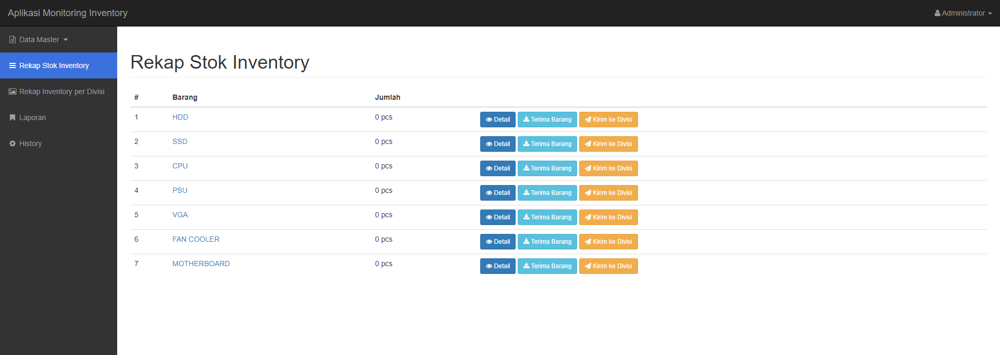 Aplikasi Monitoring Inventory
Administrator
Data Master
Rekap Stok Inventory
Rekap Inventory per Divisi
Laporan
History
Rekap Stok Inventory
# Barang Jumlah
1 HDD 0 pcs Detail Terima Barang Kirim ke Divisi
2 SSD 0 pcs Detail Terima Barang Kirim ke Divisi
3 CPU 0 pcs Detail Terima Barang Kirim ke Divisi
4 PSU 0 pcs Detail Terima Barang Kirim ke Divisi
5 VGA 0 pcs Detail Terima Barang Kirim ke Divisi
6 FAN COOLER 0 pcs Detail Terima Barang Kirim ke Divisi
7 MOTHERBOARD 0 pcs Detail Terima Barang Kirim ke Divisi